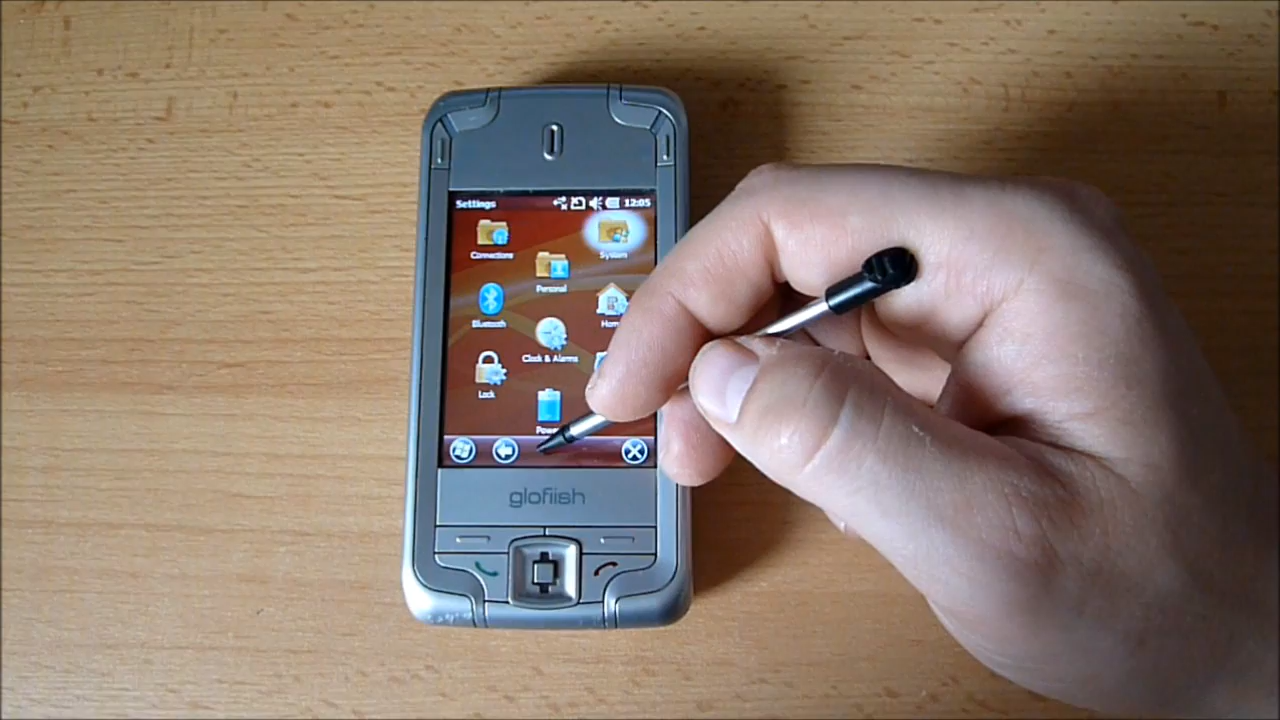 Settings 12:05
Connections
System
Personal
Bluetooth
Clock & Alarms
Lock
glofiish